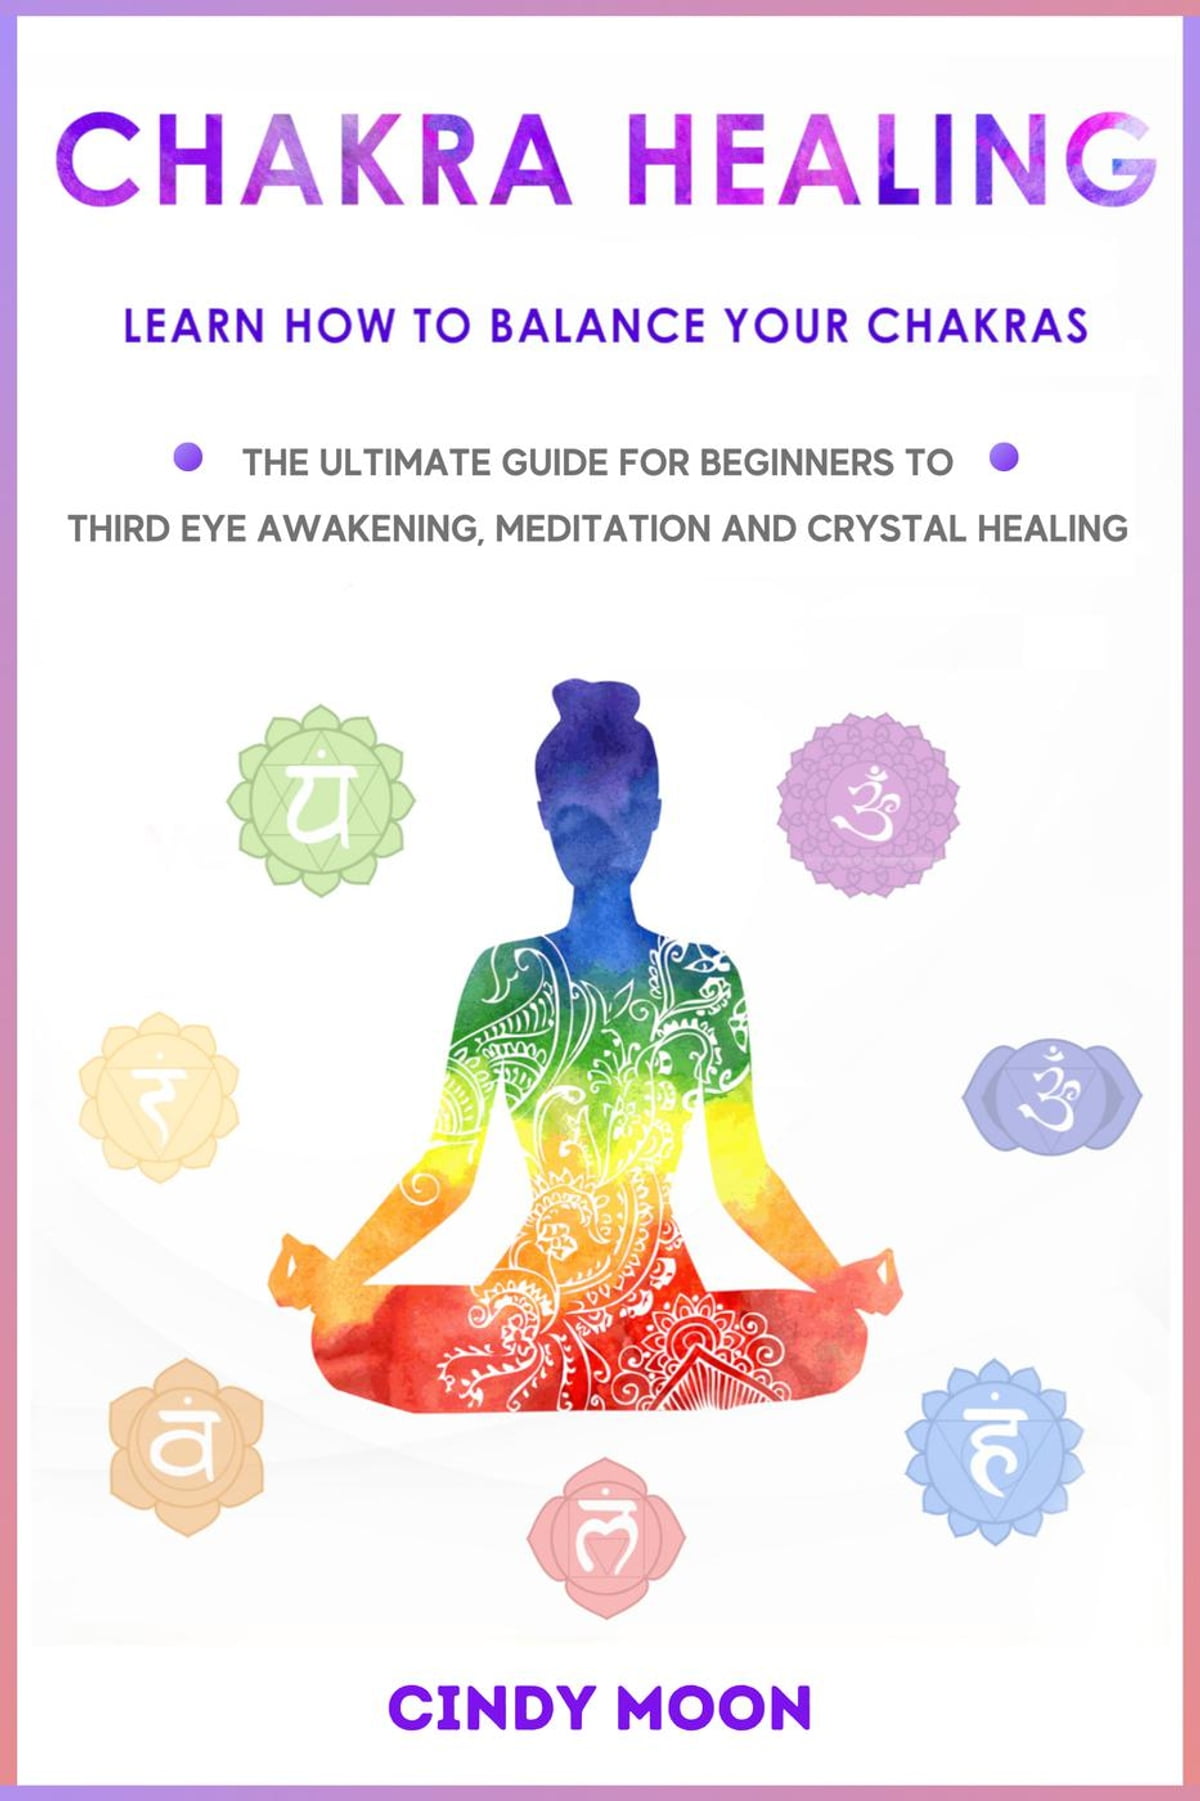 CHAKRA HEALING
LEARN HOW TO BALANCE YOUR CHAKRAS
THE ULTIMATE GUIDE FOR BEGINNERS TO
THIRD EYE AWAKENING, MEDITATION AND CRYSTAL HEALING
यं
ॐ
रं
ॐ
वं
हं
लं
CINDY MOON